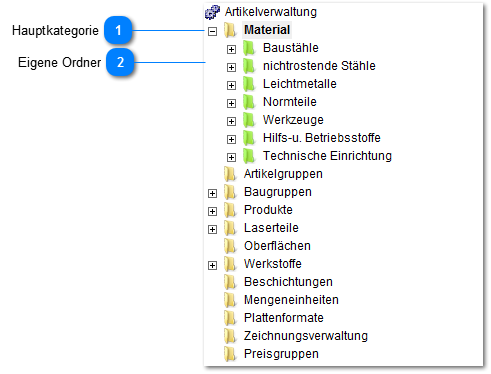 Artikelverwaltung
Hauptkategorie 1 Material
Baustähle
Eigene Ordner 2 nichtrostende Stähle
Leichtmetalle
Normteile
Werkzeuge
Hilfs-u. Betriebsstoffe
Technische Einrichtung
Artikelgruppen
Baugruppen
Produkte
Laserteile
Oberflächen
Werkstoffe
Beschichtungen
Mengeneinheiten
Plattenformate
Zeichnungsverwaltung
Preisgruppen